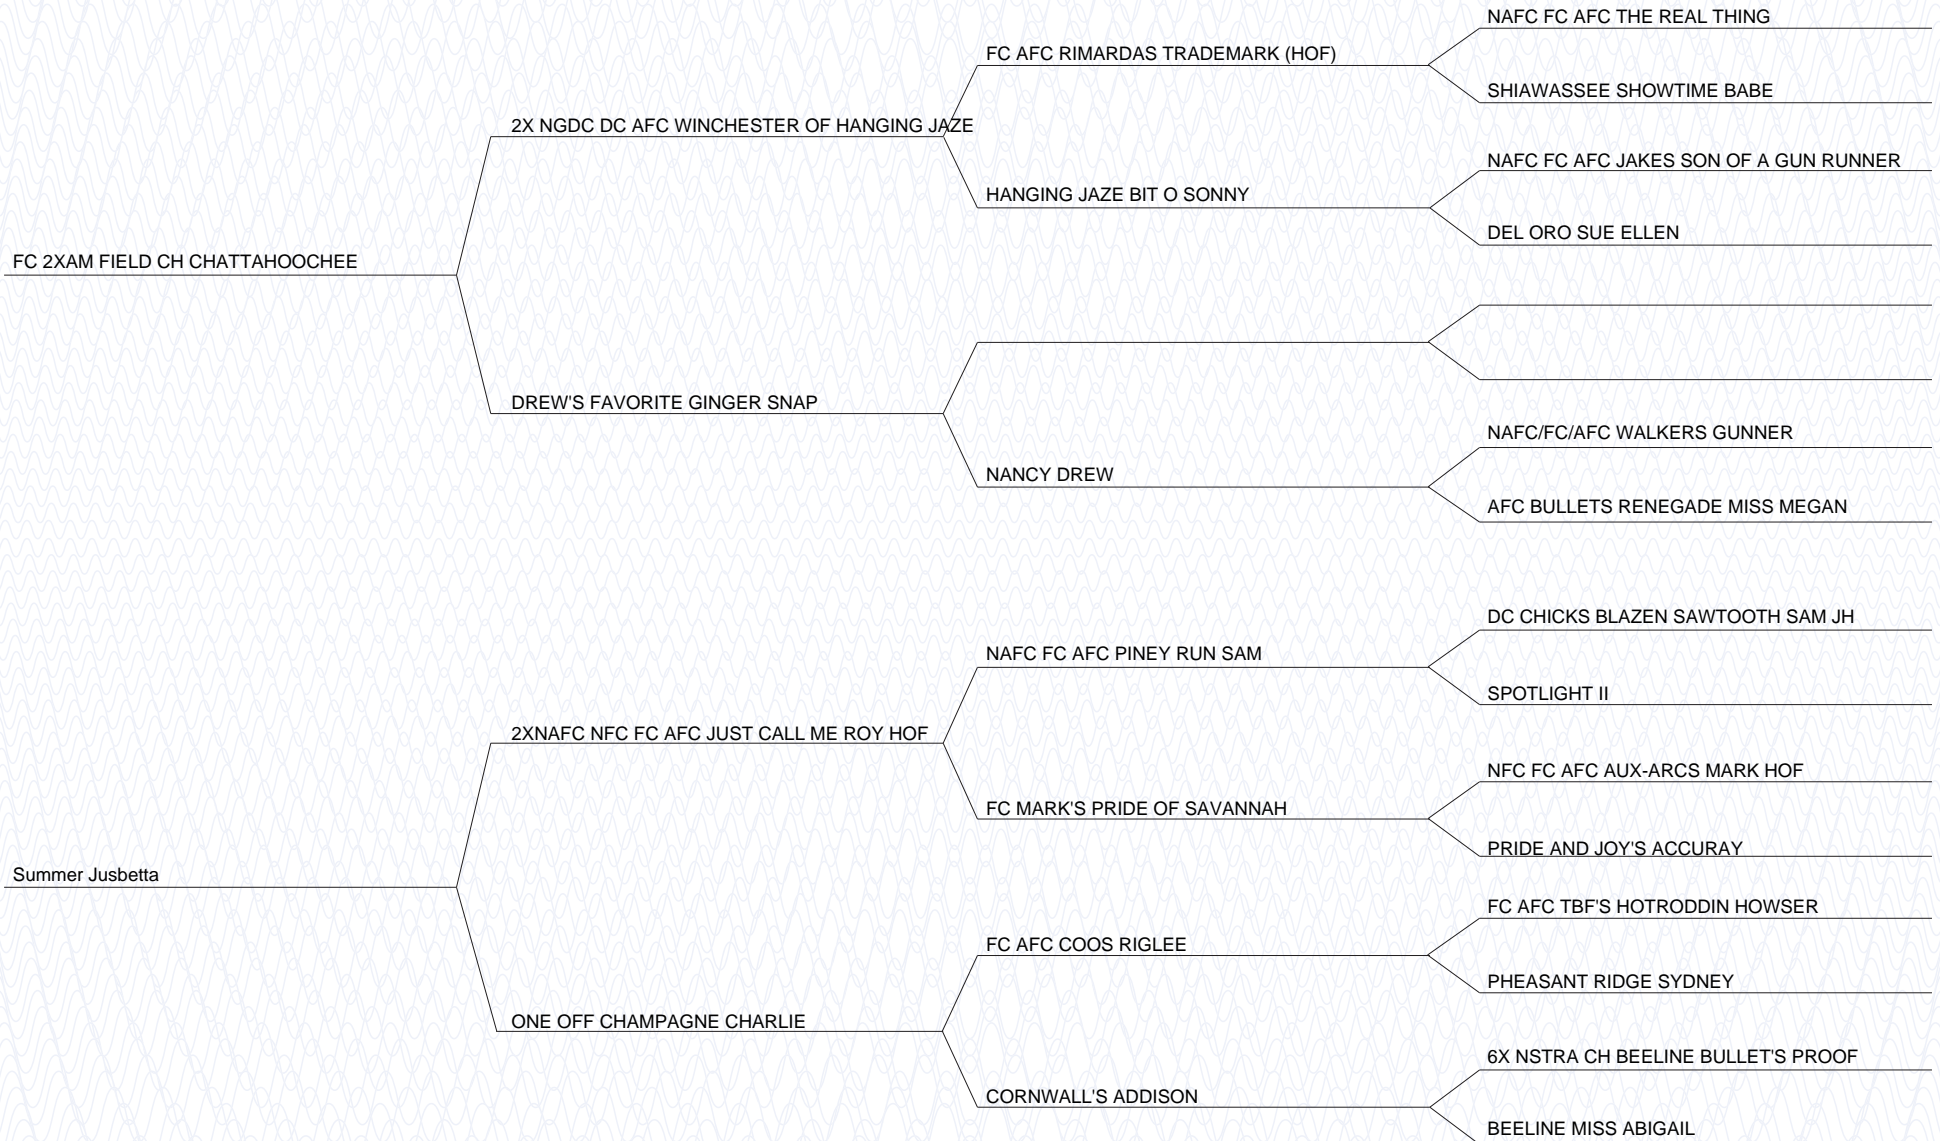 NAFC FC AFC THE REAL THING
FC AFC RIMARDAS TRADEMARK (HOF)
SHIAWASSEE SHOWTIME BABE
2X NGDC DC AFC WINCHESTER OF HANGING JAZE
NAFC FC AFC JAKES SON OF A GUN RUNNER
HANGING JAZE BIT O SONNY
DEL ORO SUE ELLEN
FC 2XAM FIELD CH CHATTAHOOCHEE
DREW'S FAVORITE GINGER SNAP
NAFC/FC/AFC WALKERS GUNNER
NANCY DREW
AFC BULLETS RENEGADE MISS MEGAN
DC CHICKS BLAZEN SAWTOOTH SAM JH
NAFC FC AFC PINEY RUN SAM
SPOTLIGHT II
2XNAFC NFC FC AFC JUST CALL ME ROY HOF
NFC FC AFC AUX-ARCS MARK HOF
FC MARK'S PRIDE OF SAVANNAH
PRIDE AND JOY'S ACCURAY
Summer Jusbetta
FC AFC TBF'S HOTRODDIN HOWSER
FC AFC COOS RIGLEE
PHEASANT RIDGE SYDNEY
ONE OFF CHAMPAGNE CHARLIE
6X NSTRA CH BEELINE BULLET'S PROOF
CORNWALL'S ADDISON
BEELINE MISS ABIGAIL